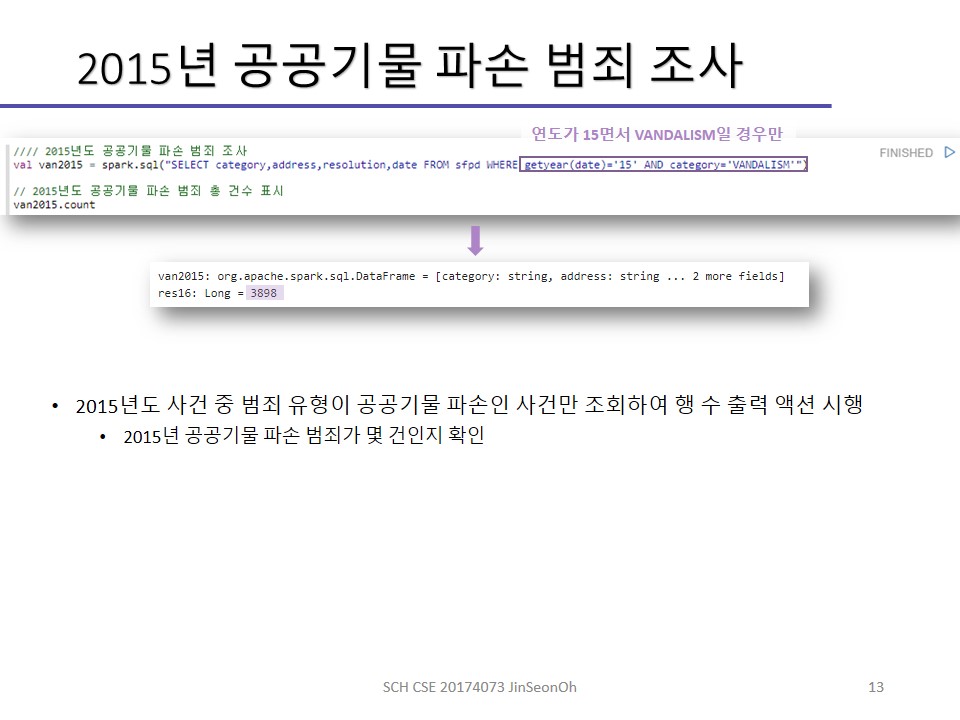 2015년 공공기물 파손 범죄 조사
연도가 15면서 VANDALISM일 경우만
//// 2015년도 공공기물 파손 범죄 조사
val van2015 = spark.sql("SELECT category,address,resolution,date FROM sfpd WHERE getyear(date)='15' AND category='VANDALISM'")
FINISHED
// 2015년도 공공기물 파손 범죄 총 건수 표시
van2015.count
van2015: org.apache.spark.sql.DataFrame = [category: string, address: string ... 2 more fields]
res16: Long = 3898
• 2015년도 사건 중 범죄 유형이 공공기물 파손인 사건만 조회하여 행 수 출력 액션 시행
• 2015년 공공기물 파손 범죄가 몇 건인지 확인
SCH CSE 20174073 JinSeonOh
13